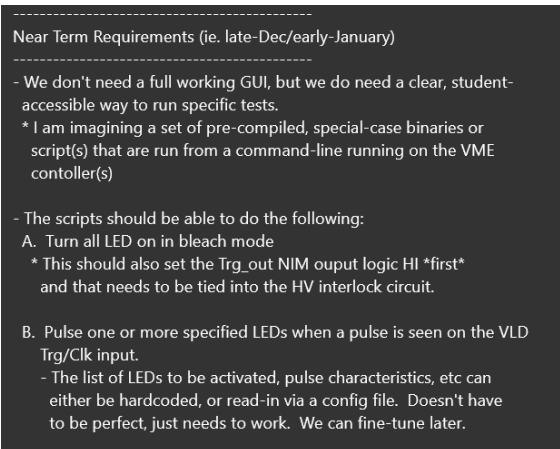 ---------------------------------------------
Near Term Requirements (ie. late-Dec/early-January)
---------------------------------------------
- We don't need a full working GUI, but we do need a clear, student-
accessible way to run specific tests.
* I am imagining a set of pre-compiled, special-case binaries or
script(s) that are run from a command-line running on the VME
contoller(s)
- The scripts should be able to do the following:
A. Turn all LED on in bleach mode
* This should also set the Trg_out NIM ouput logic HI *first*
and that needs to be tied into the HV interlock circuit.
B. Pulse one or more specified LEDs when a pulse is seen on the VLD
Trg/Clk input.
- The list of LEDs to be activated, pulse characteristics, etc can
either be hardcoded, or read-in via a config file. Doesn't have
to be perfect, just needs to work. We can fine-tune later.